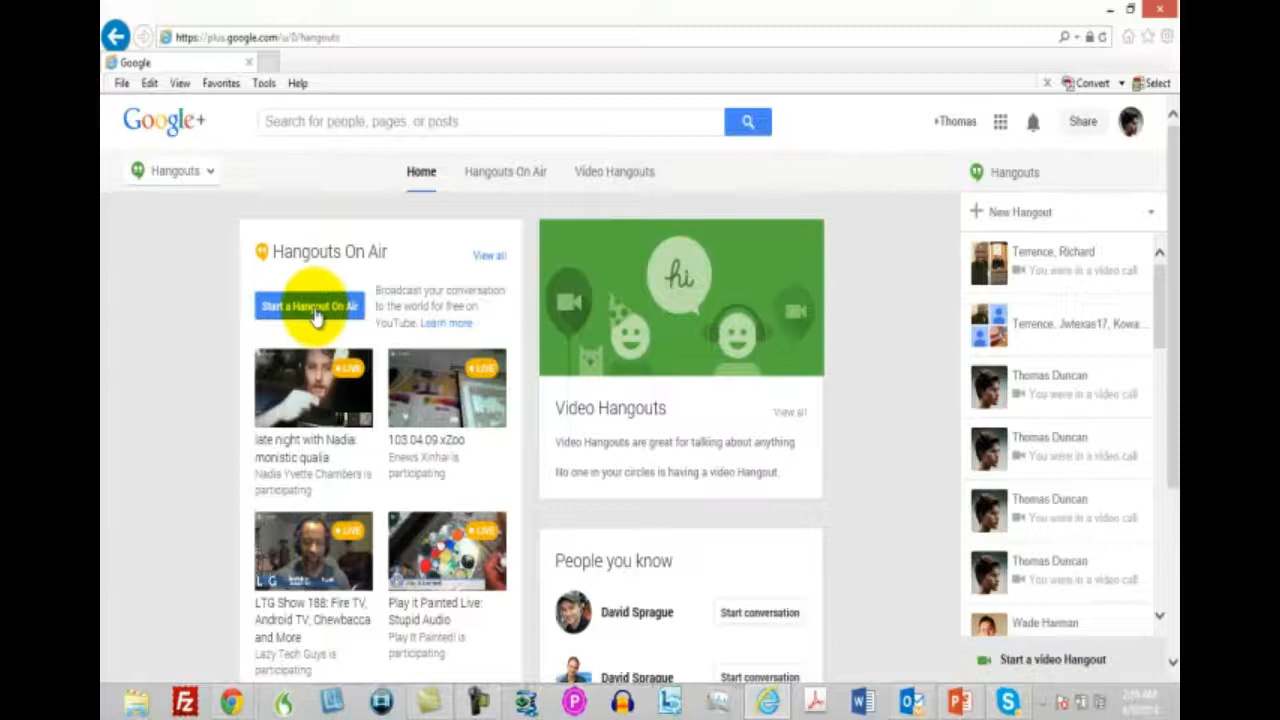 https://plus.google.com/u/0/hangouts
Google
File Edit View Favorites Tools Help
Convert Select
Google+
Search for people, pages, or posts
+Thomas
Share
Hangouts
Home Hangouts On Air Video Hangouts
Hangouts
New Hangout
Hangouts On Air
View all
Start a Hangout On Air
Broadcast your conversation
to the world for free on
YouTube. Learn more
LIVE
LIVE
late night with Nadia:
monistic qualia
Nadia Yvette Chambers is
participating
103 04 09 xZoo
Enews Xinhai is
participating
LIVE
LIVE
L G
LTG Show 188: Fire TV,
Android TV, Chewbacca
and More
Lazy Tech Guys is
participating
Play it Painted Live:
Stupid Audio
Play It Painted! is
participating
hi
Video Hangouts
View all
Video Hangouts are great for talking about anything
No one in your circles is having a video Hangout.
People you know
David Sprague
Start conversation
David Sprague
Start conversation
Terrence, Richard
You were in a video call
Terrence, Jwtexas17, Kowa...
Thomas Duncan
You were in a video call
Thomas Duncan
You were in a video call
Thomas Duncan
You were in a video call
Thomas Duncan
You were in a video call
Wade Harman
Start a video Hangout